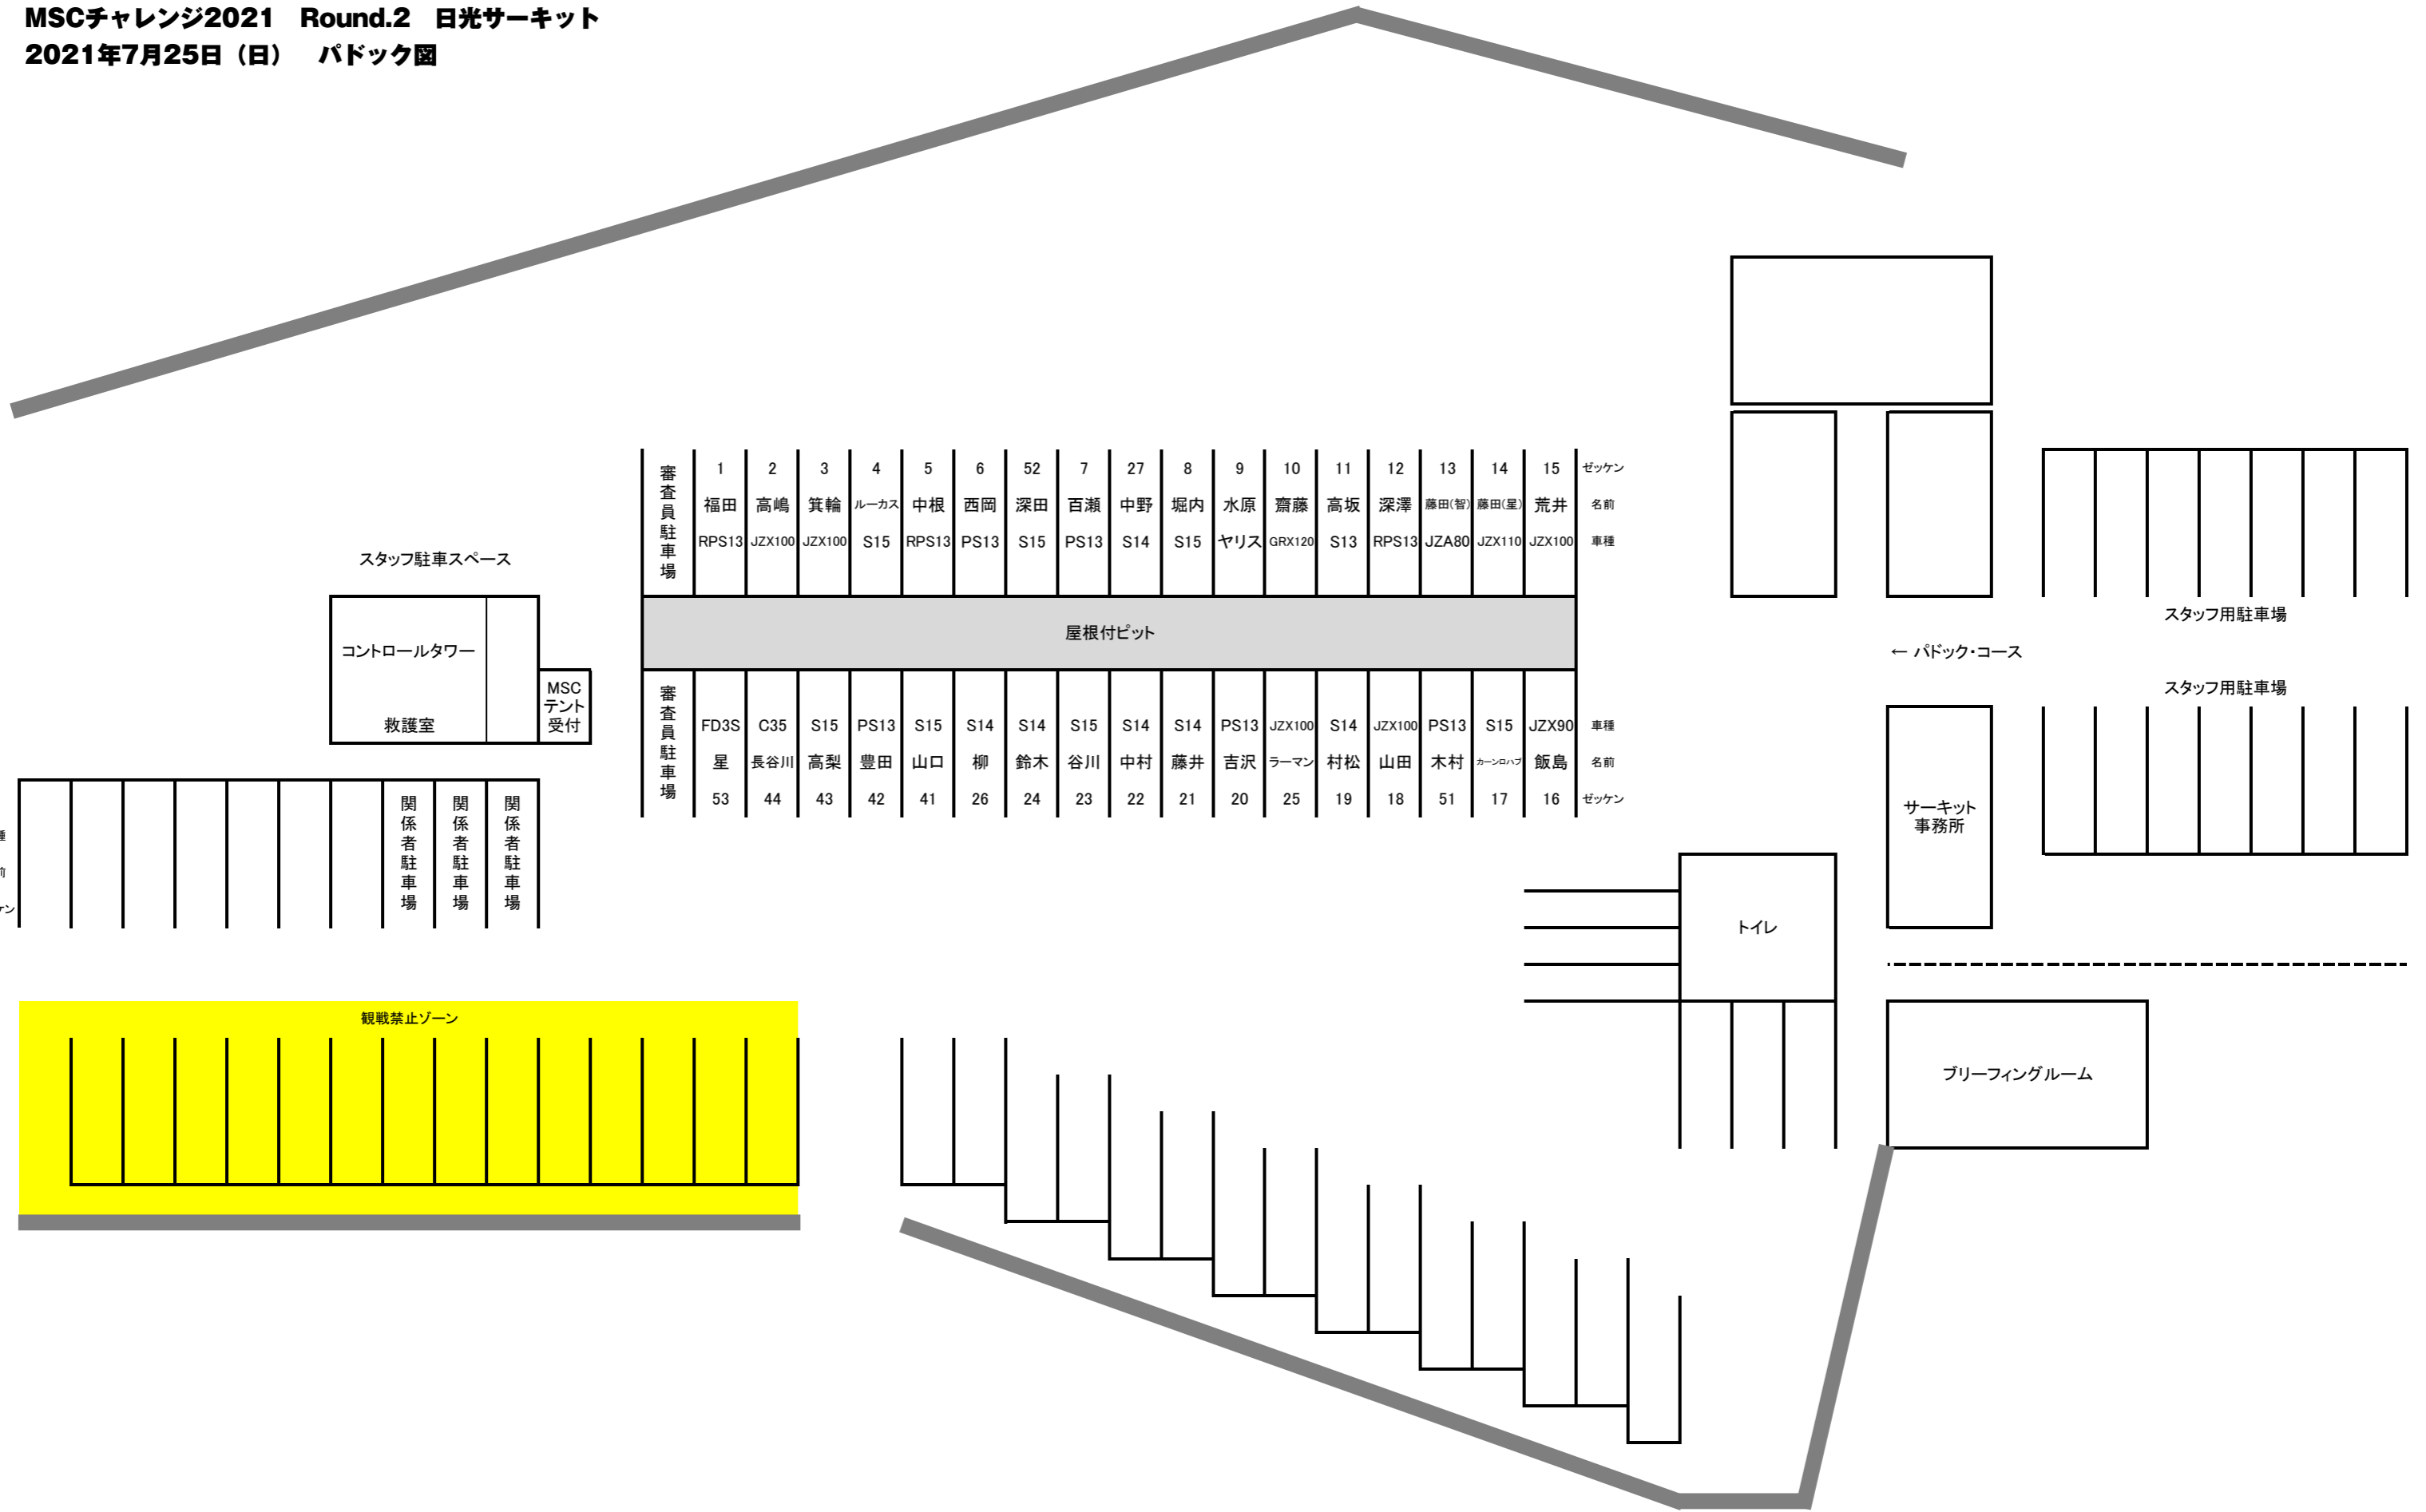 MSCチャレンジ2021　Round.2　日光サーキット
2021年7月25日（日）　パドック図
審査員駐車場 1 2 3 4 5 6 52 7 27 8 9 10 11 12 13 14 15 ゼッケン
福田 高嶋 箕輪 ルーカス 中根 西岡 深田 百瀬 中野 堀内 水原 齋藤 高坂 深澤 藤田(智) 藤田(星) 荒井 名前
RPS13 JZX100 JZX100 S15 RPS13 PS13 S15 PS13 S14 S15 ヤリス GRX120 S13 RPS13 JZA80 JZX110 JZX100 車種
スタッフ駐車スペース
スタッフ用駐車場
屋根付ピット
コントロールタワー
← パドック・コース
MSC
テント
受付
救護室
スタッフ用駐車場
審査員駐車場 FD3S C35 S15 PS13 S15 S14 S14 S15 S14 S14 PS13 JZX100 S14 JZX100 PS13 S15 JZX90 車種
星 長谷川 高梨 豊田 山口 柳 鈴木 谷川 中村 藤井 吉沢 ラーマン 村松 山田 木村 カーンロハブ 飯島 名前
53 44 43 42 41 26 24 23 22 21 20 25 19 18 51 17 16 ゼッケン
関係者駐車場 関係者駐車場 関係者駐車場
サーキット
事務所
トイレ
観戦禁止ゾーン
ブリーフィングルーム